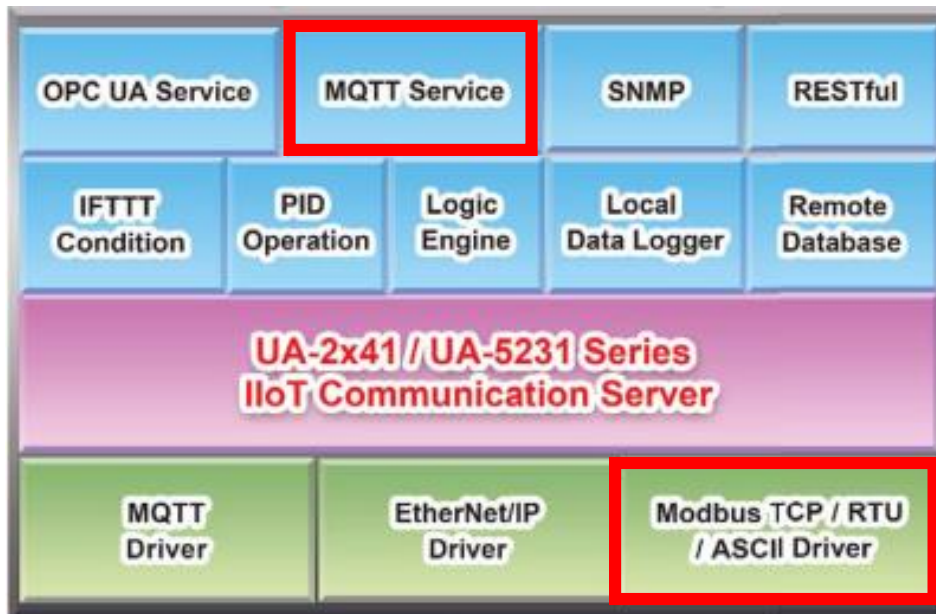 OPC UA Service
MQTT Service
SNMP
RESTful
IFTTT
Condition
PID
Operation
Logic
Engine
Local
Data Logger
Remote
Database
UA-2x41 / UA-5231 Series
IIoT Communication Server
MQTT
Driver
EtherNet/IP
Driver
Modbus TCP / RTU
/ ASCII Driver